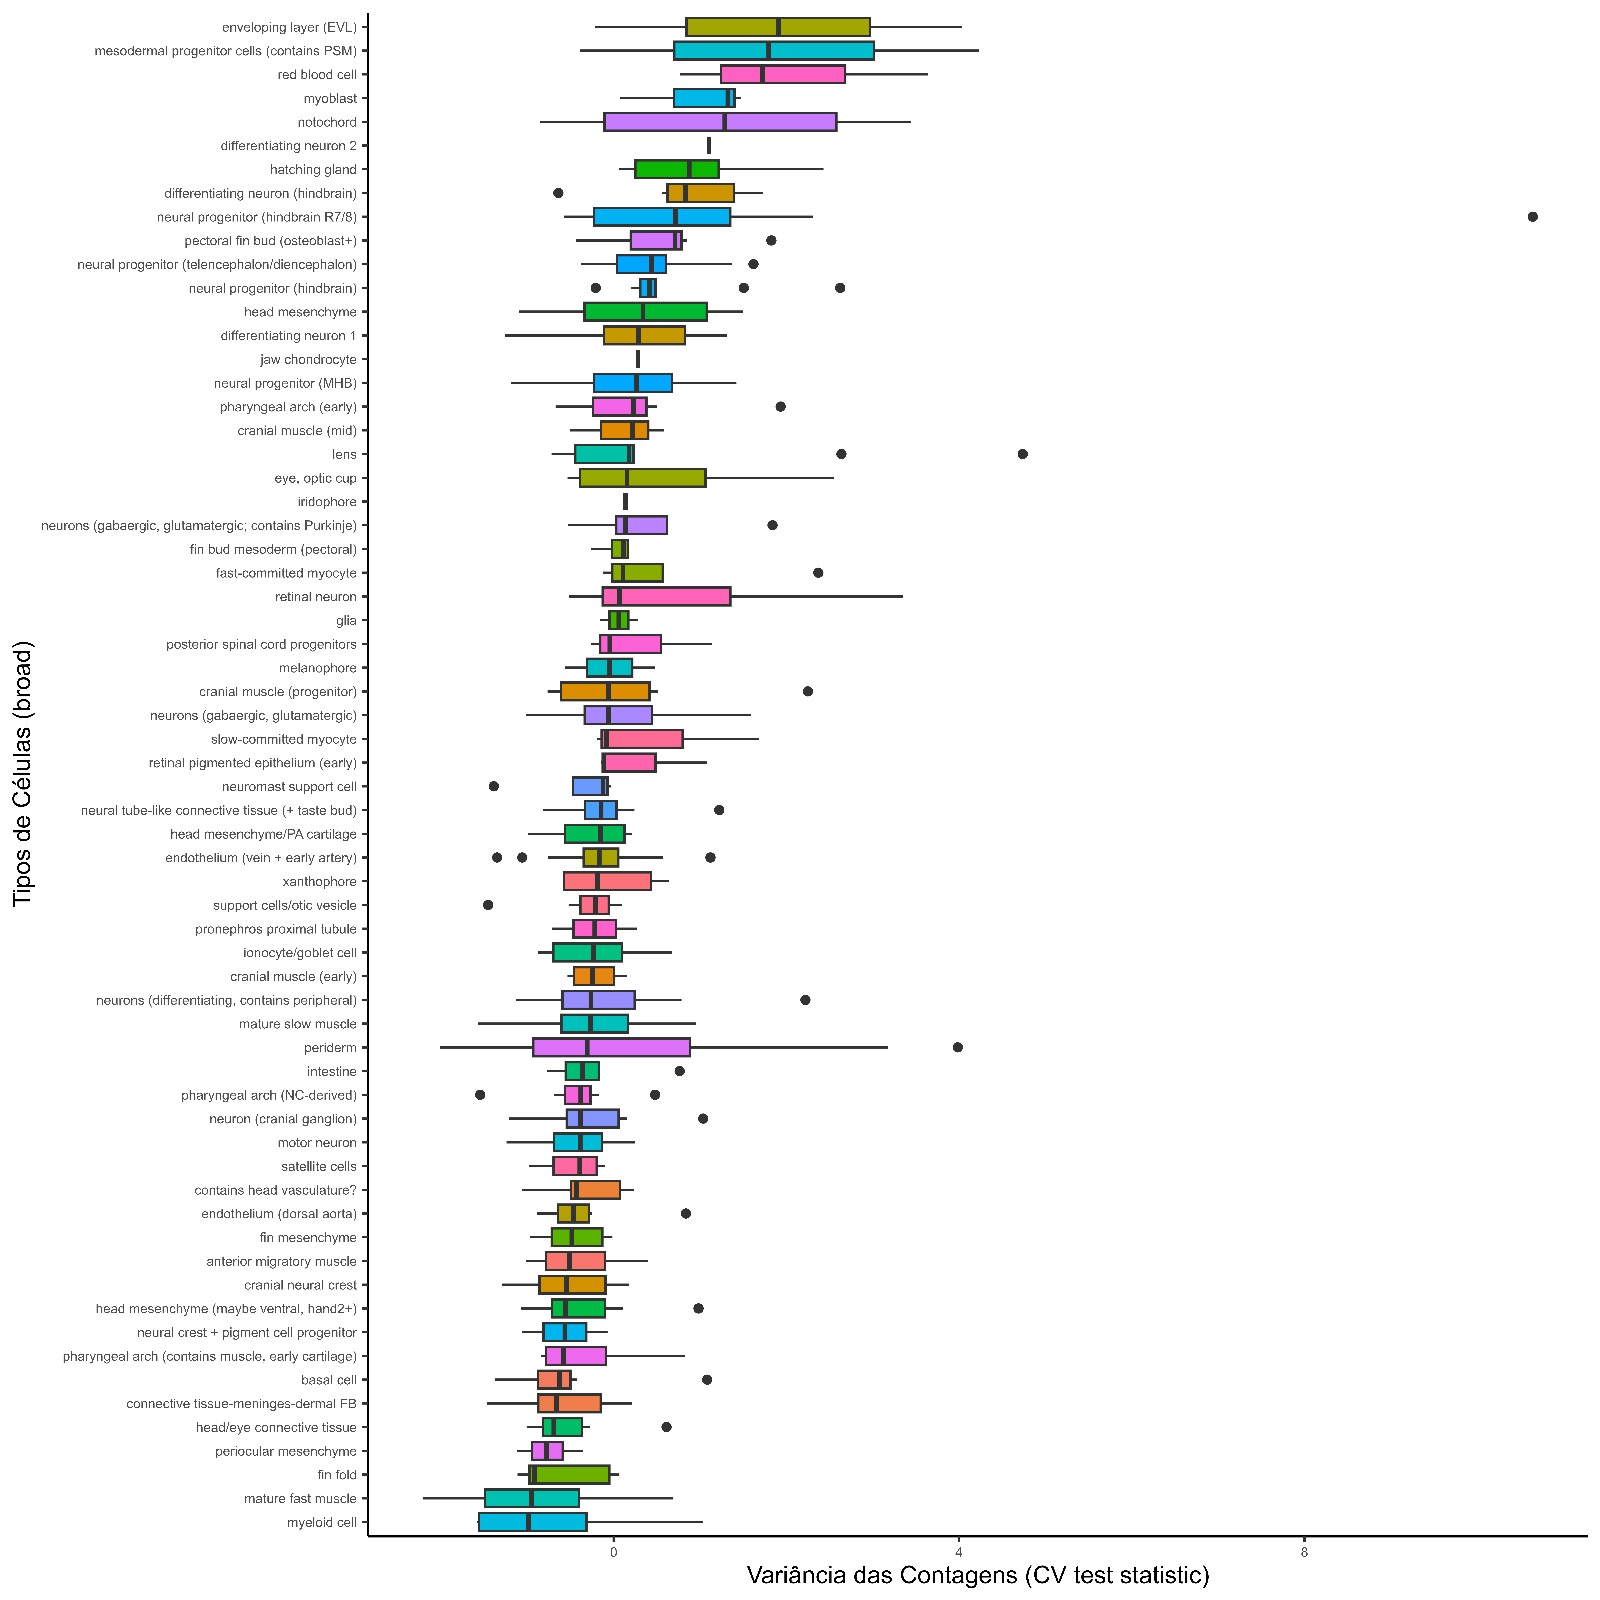 enveloping layer (EVL)
mesodermal progenitor cells (contains PSM)
red blood cell
myoblast
notochord
differentiating neuron 2
hatching gland
differentiating neuron (hindbrain)
neural progenitor (hindbrain R7/8)
pectoral fin bud (osteoblast+)
neural progenitor (telencephalon/diencephalon)
neural progenitor (hindbrain)
head mesenchyme
differentiating neuron 1
jaw chondrocyte
neural progenitor (MHB)
pharyngeal arch (early)
cranial muscle (mid)
lens
eye, optic cup
iridophore
neurons (gabaergic, glutamatergic; contains Purkinje)
fin bud mesoderm (pectoral)
fast-committed myocyte
retinal neuron
glia
posterior spinal cord progenitors
melanophore
cranial muscle (progenitor)
neurons (gabaergic, glutamatergic)
slow-committed myocyte
retinal pigmented epithelium (early)
neuromast support cell
neural tube-like connective tissue (+ taste bud)
head mesenchyme/PA cartilage
endothelium (vein + early artery)
xanthophore
support cells/otic vesicle
pronephros proximal tubule
ionocyte/goblet cell
cranial muscle (early)
neurons (differentiating, contains peripheral)
mature slow muscle
periderm
intestine
pharyngeal arch (NC-derived)
neuron (cranial ganglion)
motor neuron
satellite cells
contains head vasculature?
endothelium (dorsal aorta)
fin mesenchyme
anterior migratory muscle
cranial neural crest
head mesenchyme (maybe ventral, hand2+)
neural crest + pigment cell progenitor
pharyngeal arch (contains muscle, early cartilage)
basal cell
connective tissue-meninges-dermal FB
head/eye connective tissue
periocular mesenchyme
fin fold
mature fast muscle
myeloid cell
Tipos de Células (broad)
0 4 8
Variância das Contagens (CV test statistic)